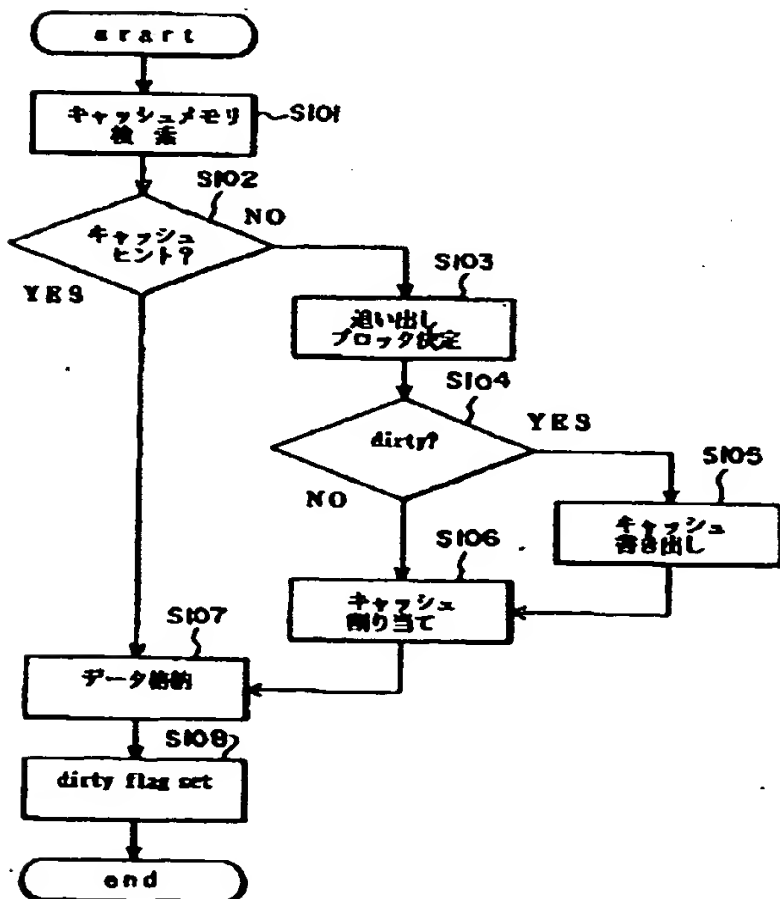 srart
キャッシュメモリ
検 索
S101
S102
NO
キャッシュ
ヒント?
YES
S103
追い出し
ブロッタ決定
S104
dirty?
YES
NO
S105
キャッシュ
書き出し
S106
キャッシュ
割り当て
S107
データ格納
S108
dirty flag set
end